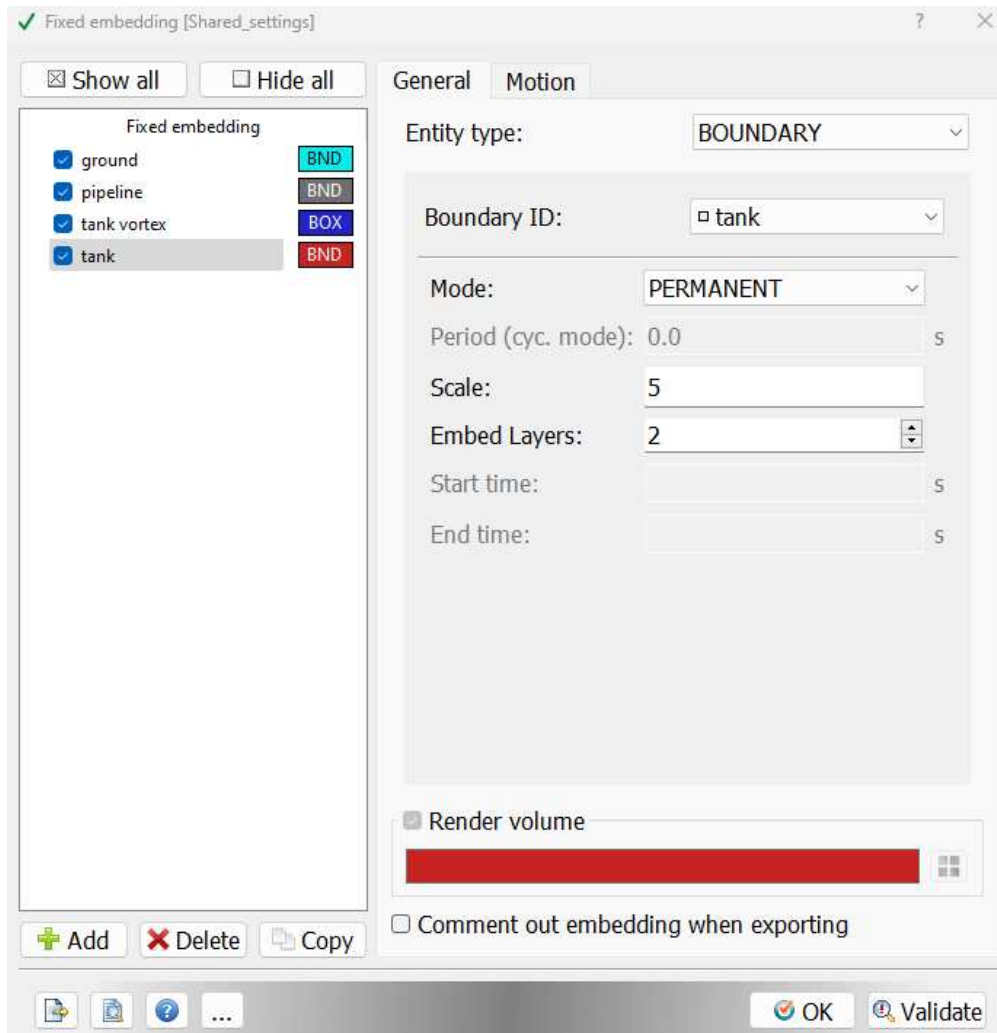 Fixed embedding [Shared_settings]
?
Show all
Hide all
Fixed embedding
ground BND
pipeline BND
tank vortex BOX
tank BND
Add
Delete
Copy
General
Motion
Entity type: BOUNDARY
Boundary ID: tank
Mode: PERMANENT
Period (cyc. mode): 0.0 s
Scale: 5
Embed Layers: 2
Start time: s
End time: s
Render volume
Comment out embedding when exporting
?
...
OK
Validate